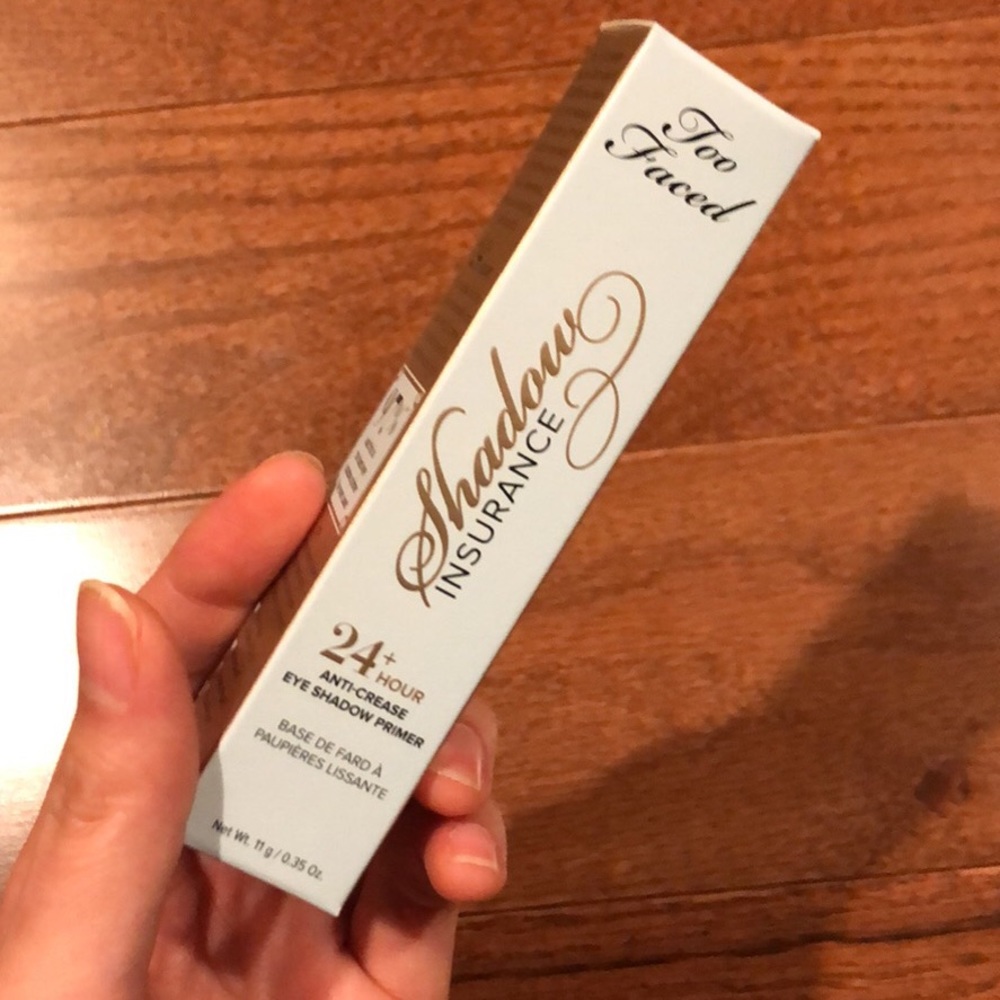 Too
Faced
Shadow
INSURANCE
24+
HOUR
ANTI-CREASE
EYE SHADOW PRIMER
BASE DE FARD À
PAUPIÈRES LISSANTE
Net Wt. 11 g / 0.35 Oz.